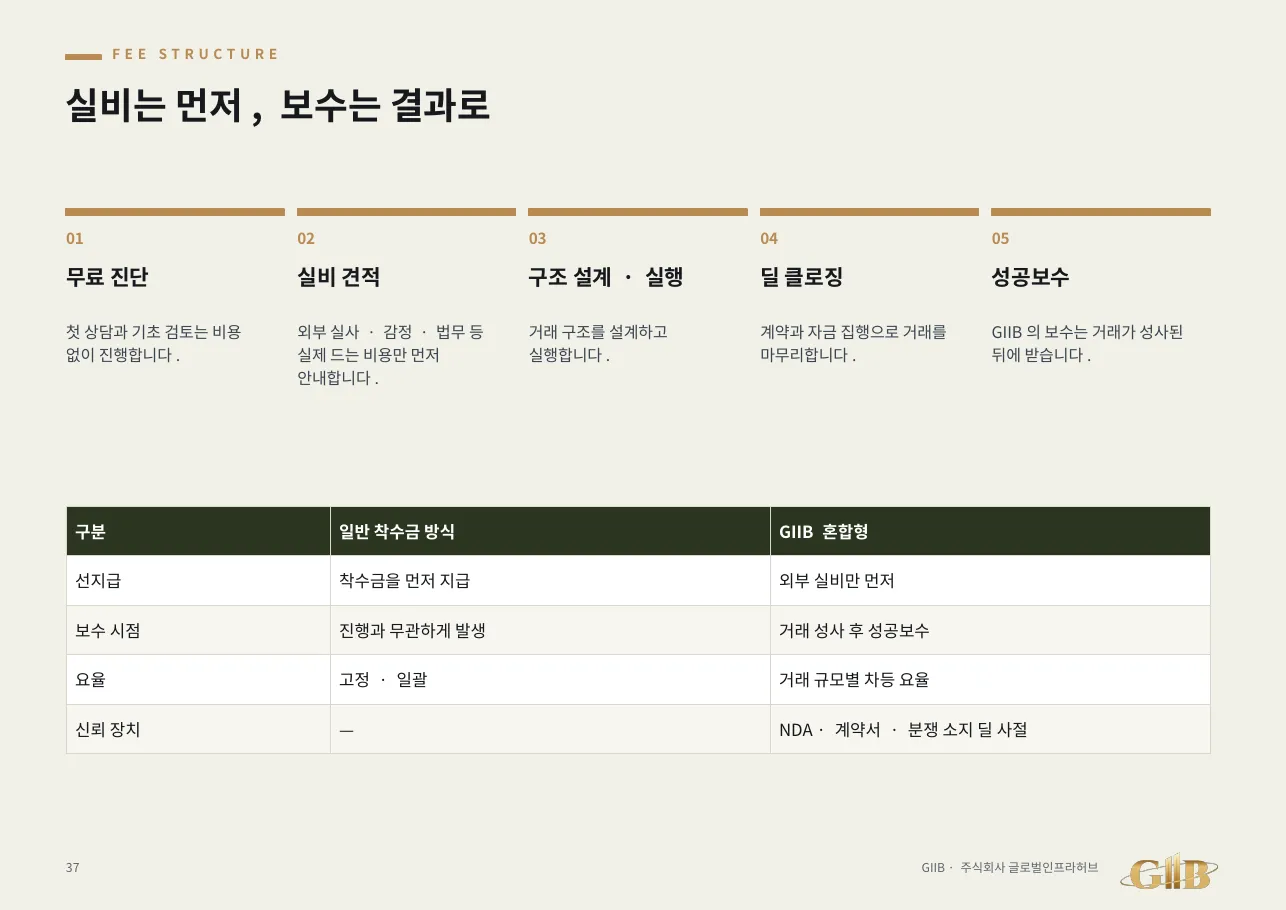 FEE STRUCTURE
실비는 먼저 , 보수는 결과로
01
무료 진단
첫 상담과 기초 검토는 비용
없이 진행합니다 .
02
실비 견적
외부 실사 · 감정 · 법무 등
실제 드는 비용만 먼저
안내합니다 .
03
구조 설계 · 실행
거래 구조를 설계하고
실행합니다 .
04
딜 클로징
계약과 자금 집행으로 거래를
마무리합니다 .
05
성공보수
GIIB 의 보수는 거래가 성사된
뒤에 받습니다 .
구분 일반 착수금 방식 GIIB 혼합형
선지급 착수금을 먼저 지급 외부 실비만 먼저
보수 시점 진행과 무관하게 발생 거래 성사 후 성공보수
요율 고정 · 일괄 거래 규모별 차등 요율
신뢰 장치 — NDA · 계약서 · 분쟁 소지 딜 사절
37
GIIB · 주식회사 글로벌인프라허브
GIIB